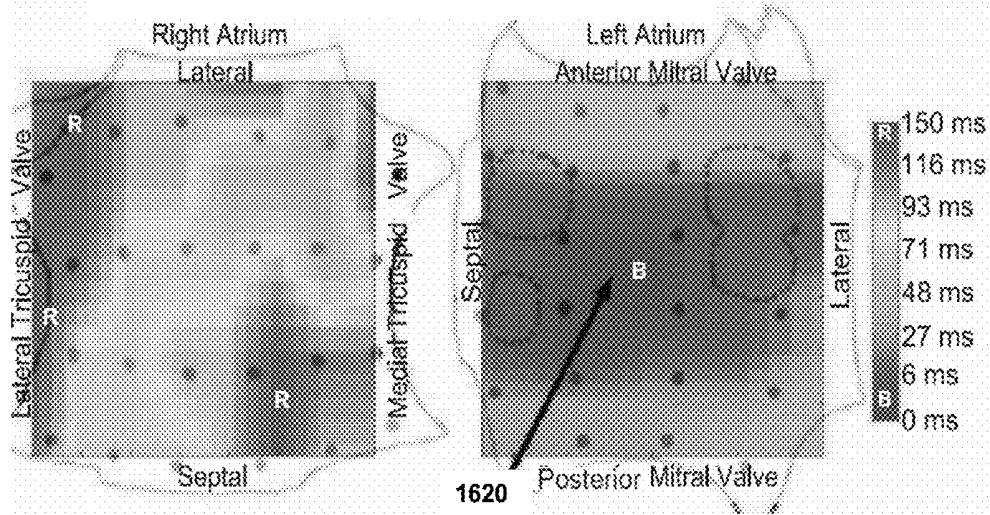 Right Atrium
Lateral
Lateral Tricuspid Valve
R
R
R
Medial Tricuspid Valve
Septal
Left Atrium
Anterior Mitral Valve
Septal
B
Lateral
Posterior Mitral Valve
1620
R
150 ms
116 ms
93 ms
71 ms
48 ms
27 ms
6 ms
B
0 ms